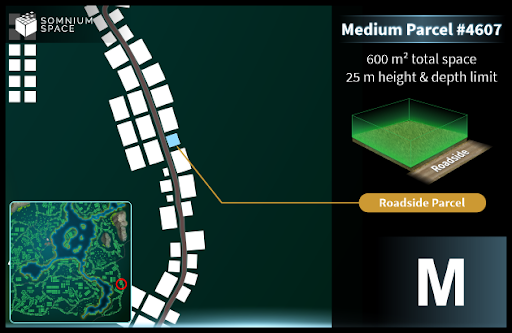 SOMNIUM
SPACE
Medium Parcel #4607
600 m² total space
25 m height & depth limit
Roadside
Roadside Parcel
M